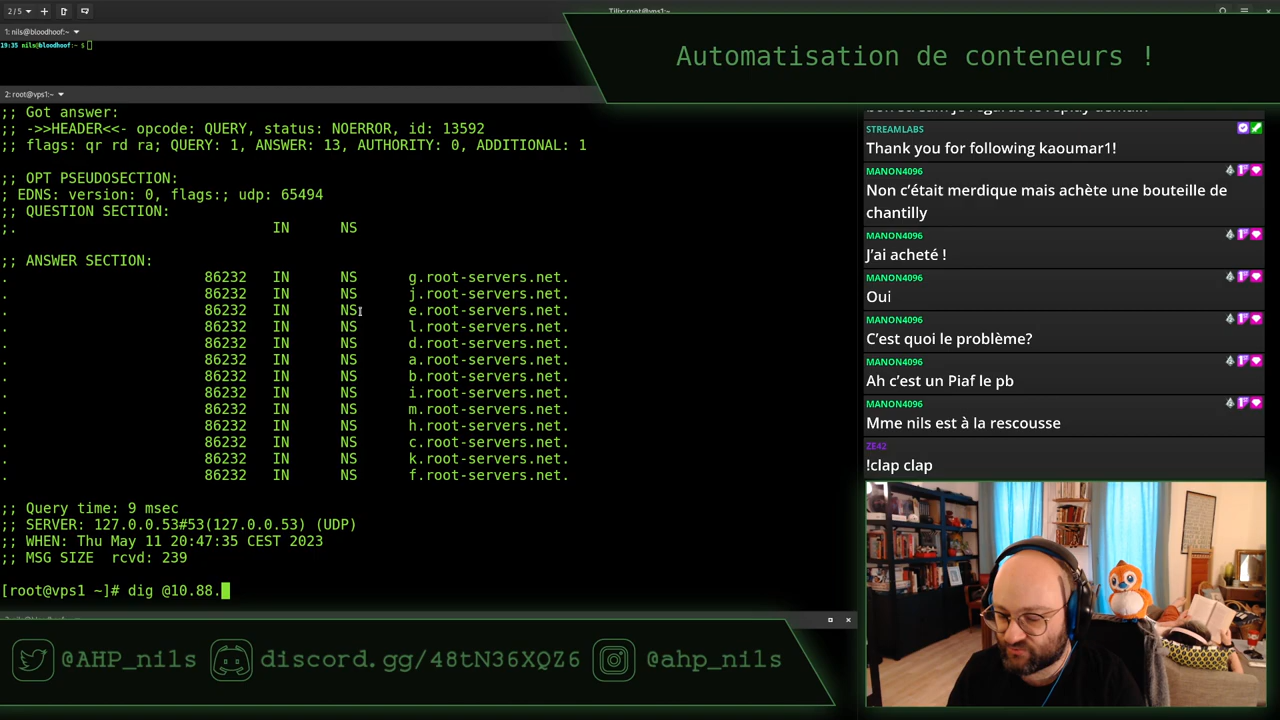 2/5
Tilix: root@vps1:~
1: nils@bloodhoof:~
19:35 nils@bloodhoof:~ $
2: root@vps1:~
;; Got answer:
;; ->>HEADER<<- opcode: QUERY, status: NOERROR, id: 13592
;; flags: qr rd ra; QUERY: 1, ANSWER: 13, AUTHORITY: 0, ADDITIONAL: 1
;; OPT PSEUDOSECTION:
; EDNS: version: 0, flags:; udp: 65494
;; QUESTION SECTION:
;. IN NS
;; ANSWER SECTION:
. 86232 IN NS g.root-servers.net.
. 86232 IN NS j.root-servers.net.
. 86232 IN NS e.root-servers.net.
. 86232 IN NS l.root-servers.net.
. 86232 IN NS d.root-servers.net.
. 86232 IN NS a.root-servers.net.
. 86232 IN NS b.root-servers.net.
. 86232 IN NS i.root-servers.net.
. 86232 IN NS m.root-servers.net.
. 86232 IN NS h.root-servers.net.
. 86232 IN NS c.root-servers.net.
. 86232 IN NS k.root-servers.net.
. 86232 IN NS f.root-servers.net.
;; Query time: 9 msec
;; SERVER: 127.0.0.53#53(127.0.0.53) (UDP)
;; WHEN: Thu May 11 20:47:35 CEST 2023
;; MSG SIZE rcvd: 239
[root@vps1 ~]# dig @10.88.
Automatisation de conteneurs !
STREAMLABS
Thank you for following kaoumar1!
MANON4096
Non c’était merdique mais achète une bouteille de
chantilly
MANON4096
J’ai acheté !
MANON4096
Oui
MANON4096
C’est quoi le problème?
MANON4096
Ah c’est un Piaf le pb
MANON4096
Mme nils est à la rescousse
ZE42
!clap clap
@AHP_nils
discord.gg/48tN36XQZ6
@ahp_nils